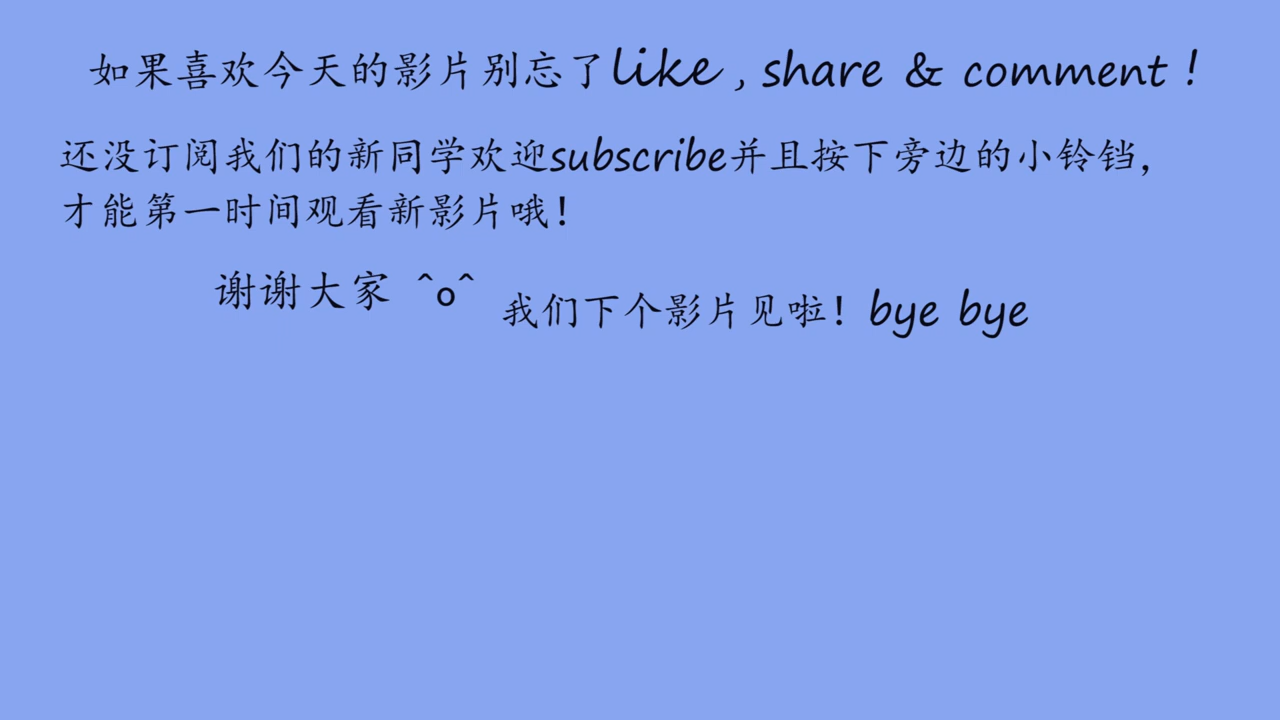 如果喜欢今天的影片别忘了like , share & comment !
还没订阅我们的新同学欢迎subscribe并且按下旁边的小铃铛，
才能第一时间观看新影片哦！
谢谢大家 ^o^
我们下个影片见啦！bye bye